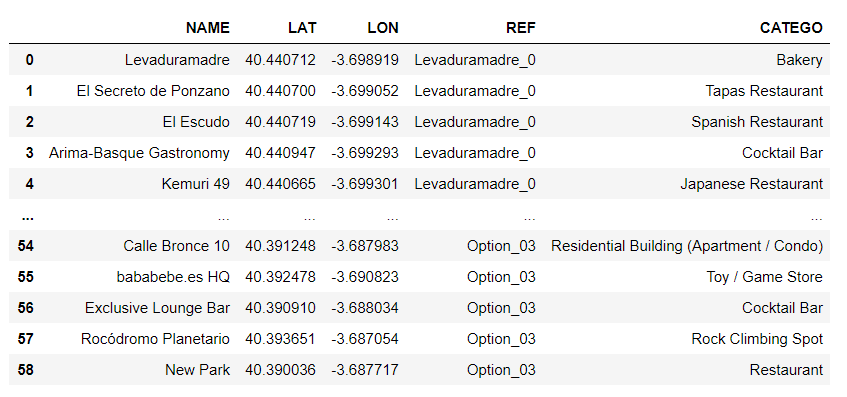 NAME LAT LON REF CATEGO
0 Levaduramadre 40.440712 -3.698919 Levaduramadre_0 Bakery
1 El Secreto de Ponzano 40.440700 -3.699052 Levaduramadre_0 Tapas Restaurant
2 El Escudo 40.440719 -3.699143 Levaduramadre_0 Spanish Restaurant
3 Arima-Basque Gastronomy 40.440947 -3.699293 Levaduramadre_0 Cocktail Bar
4 Kemuri 49 40.440665 -3.699301 Levaduramadre_0 Japanese Restaurant
... ... ... ... ... ...
54 Calle Bronce 10 40.391248 -3.687983 Option_03 Residential Building (Apartment / Condo)
55 bababebe.es HQ 40.392478 -3.690823 Option_03 Toy / Game Store
56 Exclusive Lounge Bar 40.390910 -3.688034 Option_03 Cocktail Bar
57 Rocódromo Planetario 40.393651 -3.687054 Option_03 Rock Climbing Spot
58 New Park 40.390036 -3.687717 Option_03 Restaurant